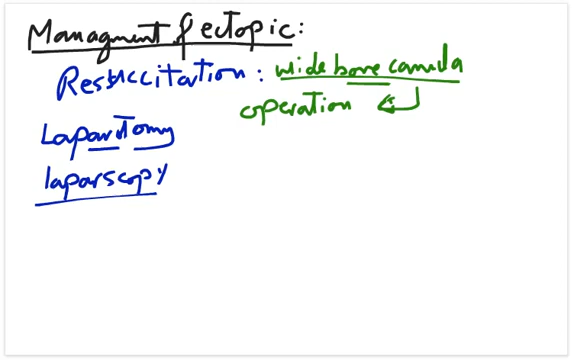 Managment of ectopic:
Resuccitation : wide bore canula
operation
Laparotomy
laparscopy